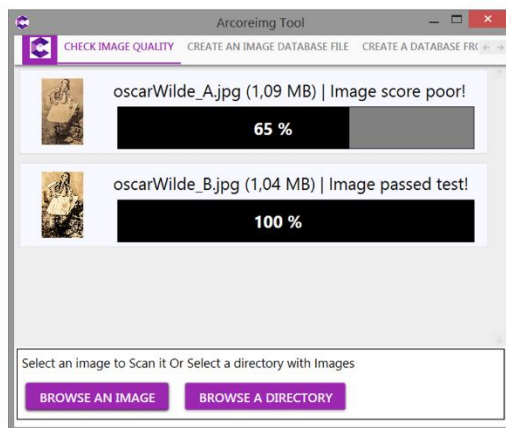 Arcoreimg Tool
CHECK IMAGE QUALITY CREATE AN IMAGE DATABASE FILE CREATE A DATABASE FRO
oscarWilde_A.jpg (1,09 MB) | Image score poor!
65 %
oscarWilde_B.jpg (1,04 MB) | Image passed test!
100 %
Select an image to Scan it Or Select a directory with Images
BROWSE AN IMAGE BROWSE A DIRECTORY